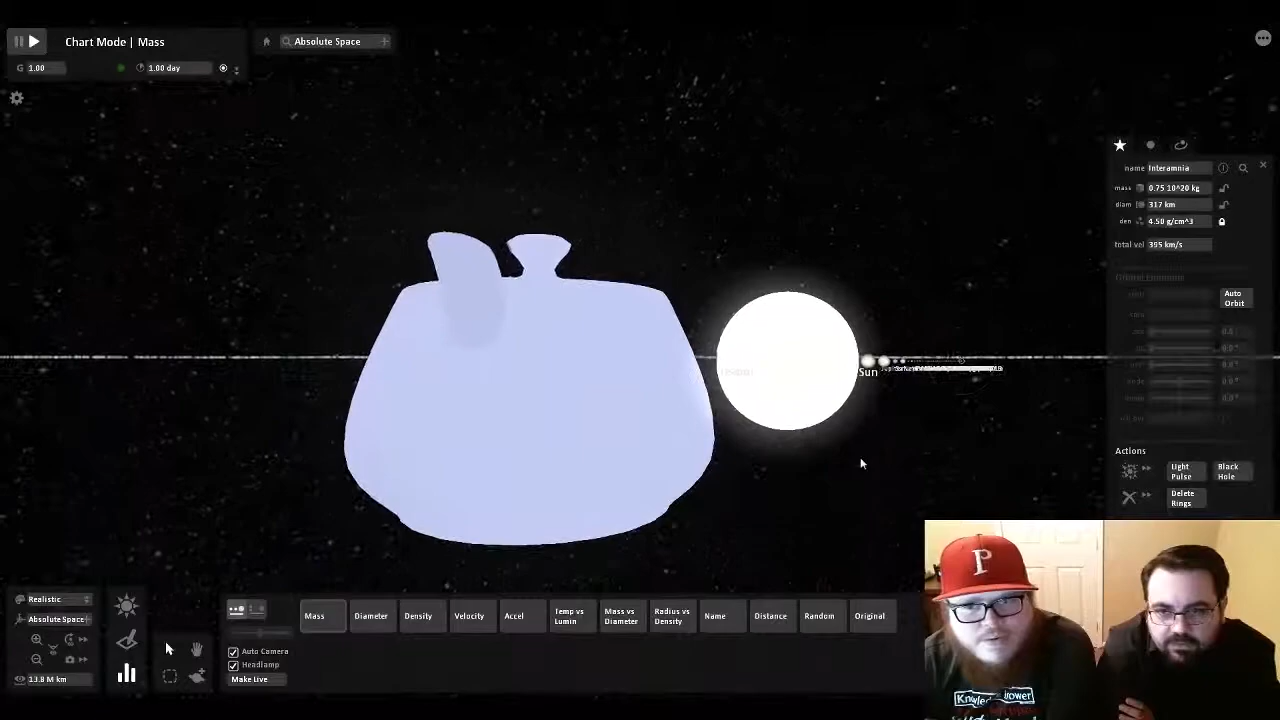 Chart Mode | Mass
Absolute Space
G 1.00
1.00 day
name Interamnia
mass 0.75 10^20 kg
diam 317 km
den 4.50 g/cm^3
total vel 395 km/s
Auto
Orbit
Sun
Actions
Light
Pulse
Black
Hole
Delete
Rings
Realistic
Absolute Space
13.8 M km
Mass
Diameter
Density
Velocity
Accel
Temp vs
Lumin
Mass vs
Diameter
Radius vs
Density
Name
Distance
Random
Original
Auto Camera
Headlamp
Make Live
P